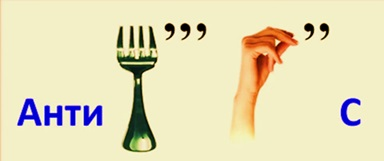 Анти ,,, ,, С